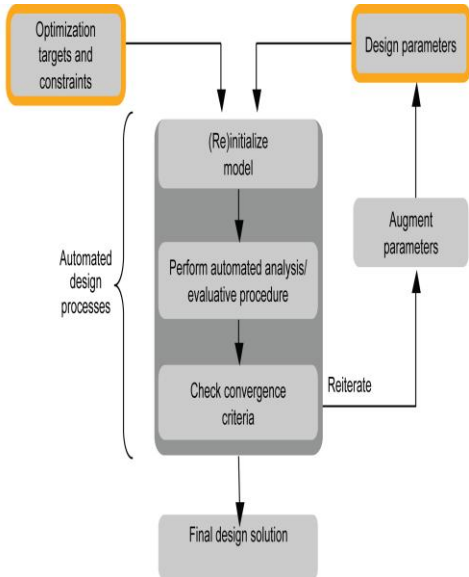 Optimization
targets and
constraints
Design parameters
(Re)initialize
model
Augment
parameters
Automated
design
processes
Perform automated analysis/
evaluative procedure
Check convergence
criteria
Reiterate
Final design solution